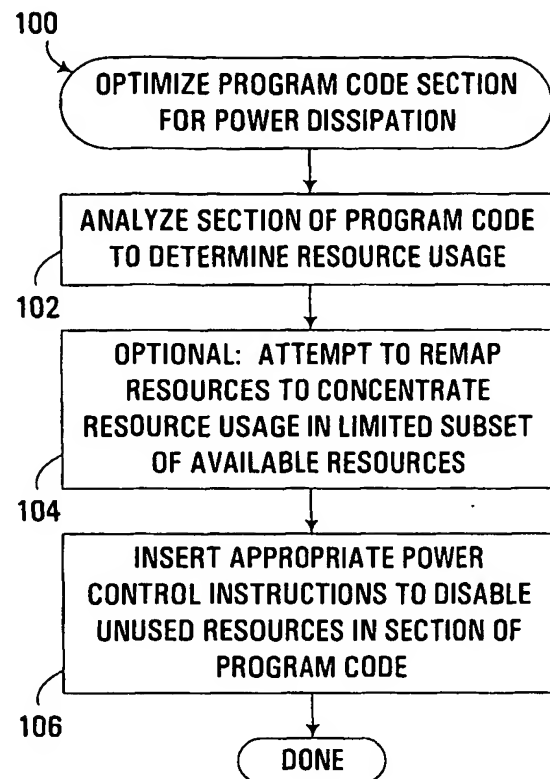 100
OPTIMIZE PROGRAM CODE SECTION
FOR POWER DISSIPATION
ANALYZE SECTION OF PROGRAM CODE
TO DETERMINE RESOURCE USAGE
102
OPTIONAL: ATTEMPT TO REMAP
RESOURCES TO CONCENTRATE
RESOURCE USAGE IN LIMITED SUBSET
OF AVAILABLE RESOURCES
104
INSERT APPROPRIATE POWER
CONTROL INSTRUCTIONS TO DISABLE
UNUSED RESOURCES IN SECTION OF
PROGRAM CODE
106
DONE